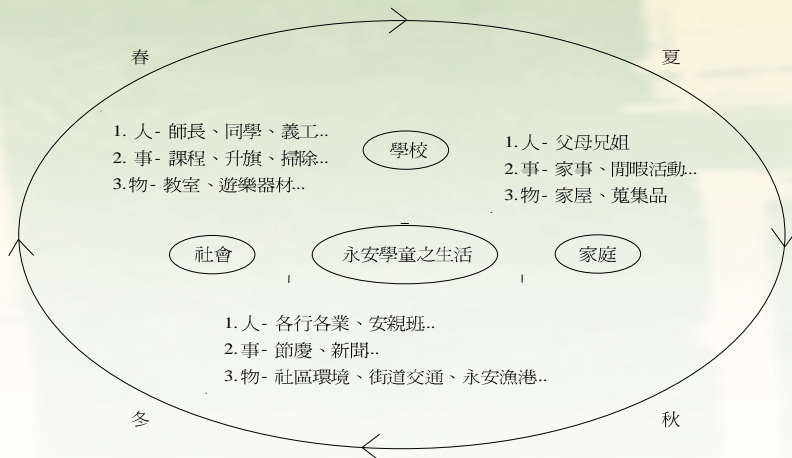 春
夏
1. 人- 師長、同學、義工...
2. 事- 課程、升旗、掃除...
3.物- 教室、遊樂器材...
學校
1.人- 父母兄姐
2.事- 家事、閒暇活動...
3.物- 家屋、蒐集品
社會
永安學童之生活
家庭
1.人- 各行各業、安親班...
2.事- 節慶、新聞...
3.物- 社區環境、街道交通、永安漁港...
冬
秋